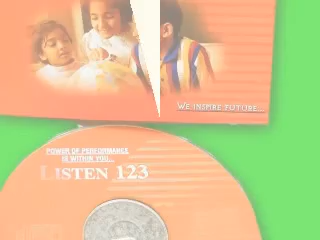 WE INSPIRE FUTURE...
POWER OF PERFORMANCE
IS WITHIN YOU...
LISTEN 123